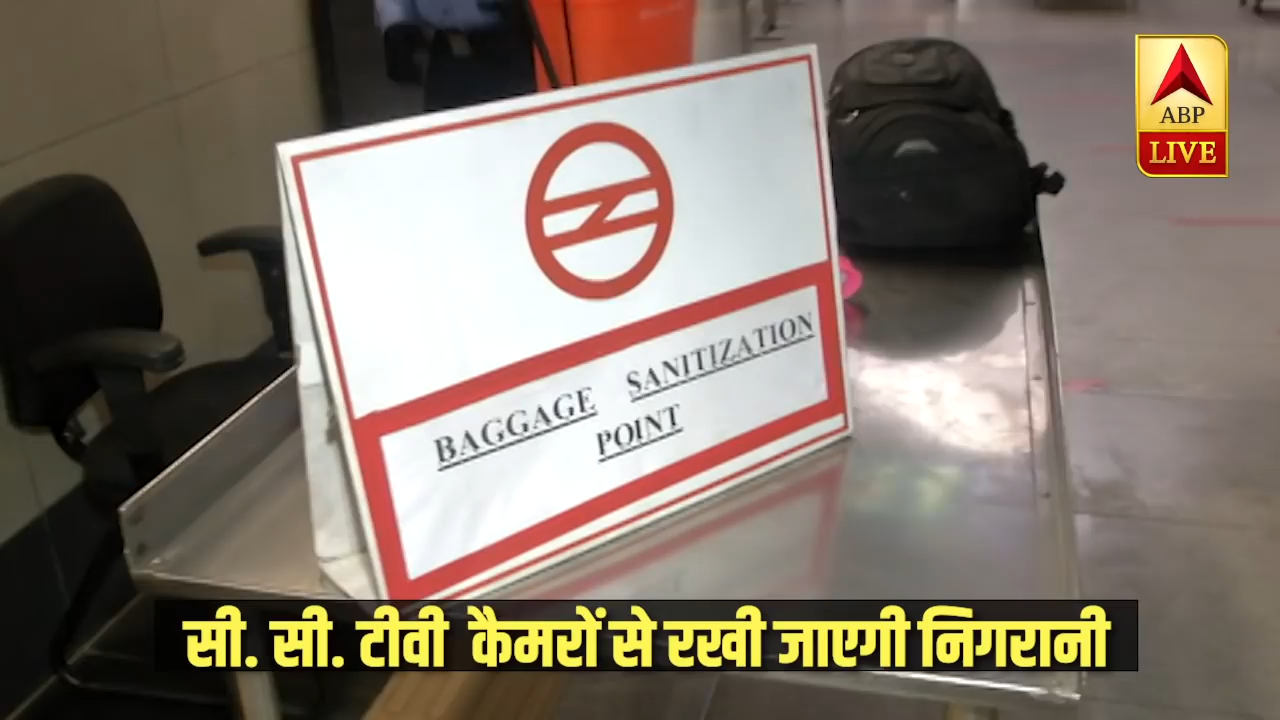 ABP
LIVE
BAGGAGE SANITIZATION
POINT
सी. सी. टीवी कैमरों से रखी जाएगी निगरानी